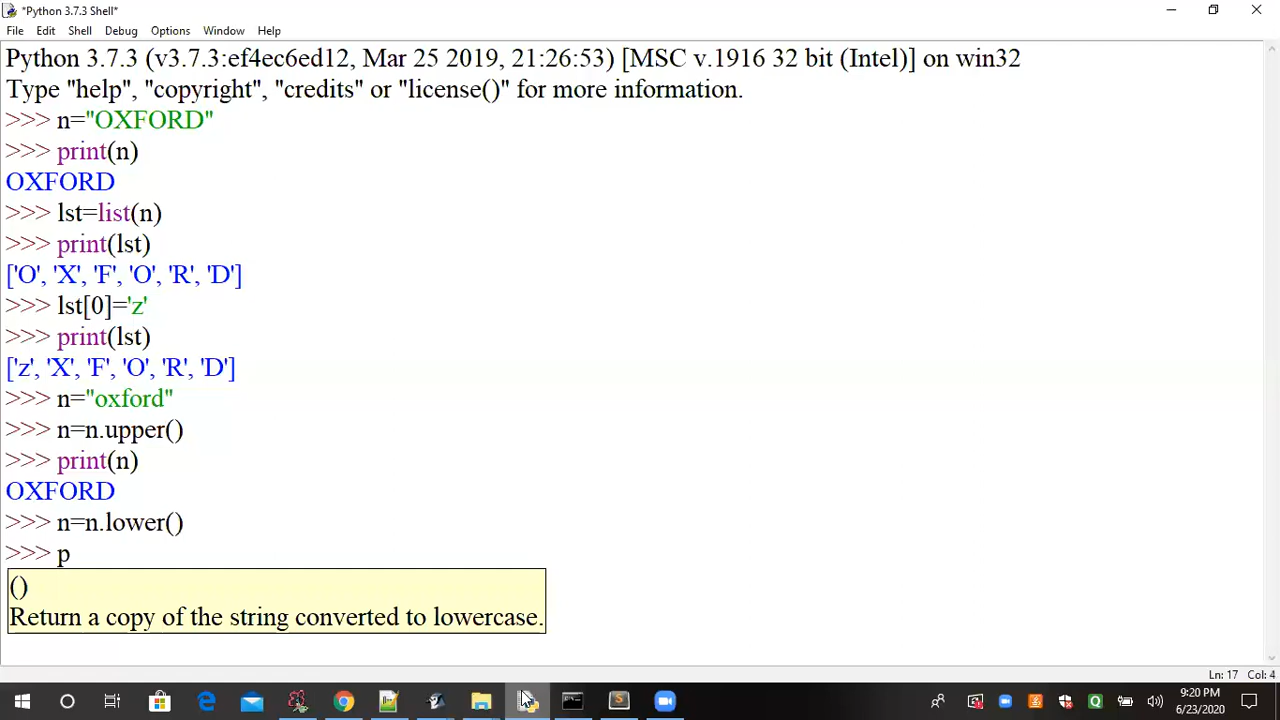 *Python 3.7.3 Shell*
File Edit Shell Debug Options Window Help
Python 3.7.3 (v3.7.3:ef4ec6ed12, Mar 25 2019, 21:26:53) [MSC v.1916 32 bit (Intel)] on win32
Type "help", "copyright", "credits" or "license()" for more information.
>>> n="OXFORD"
>>> print(n)
OXFORD
>>> lst=list(n)
>>> print(lst)
['O', 'X', 'F', 'O', 'R', 'D']
>>> lst[0]='z'
>>> print(lst)
['z', 'X', 'F', 'O', 'R', 'D']
>>> n="oxford"
>>> n=n.upper()
>>> print(n)
OXFORD
>>> n=n.lower()
>>> p
()
Return a copy of the string converted to lowercase.
Ln: 17 Col: 4
9:20 PM
6/23/2020